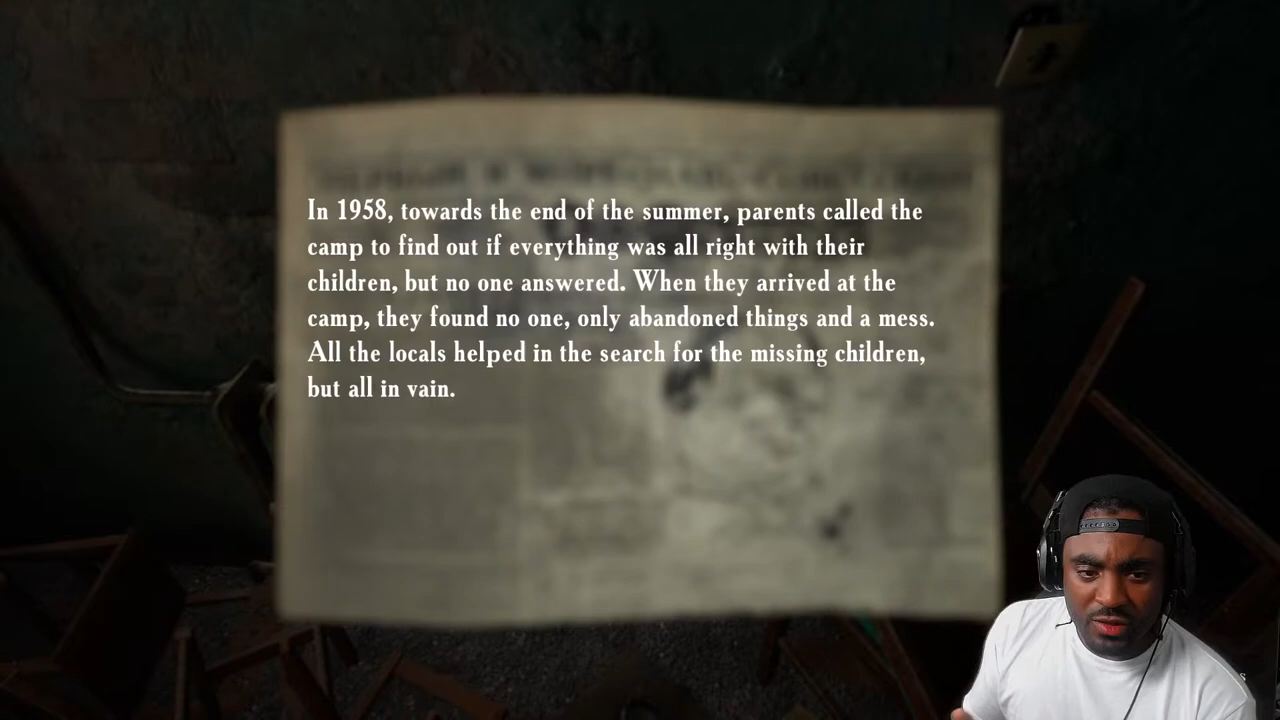 In 1958, towards the end of the summer, parents called the
camp to find out if everything was all right with their
children, but no one answered. When they arrived at the
camp, they found no one, only abandoned things and a mess.
All the locals helped in the search for the missing children,
but all in vain.